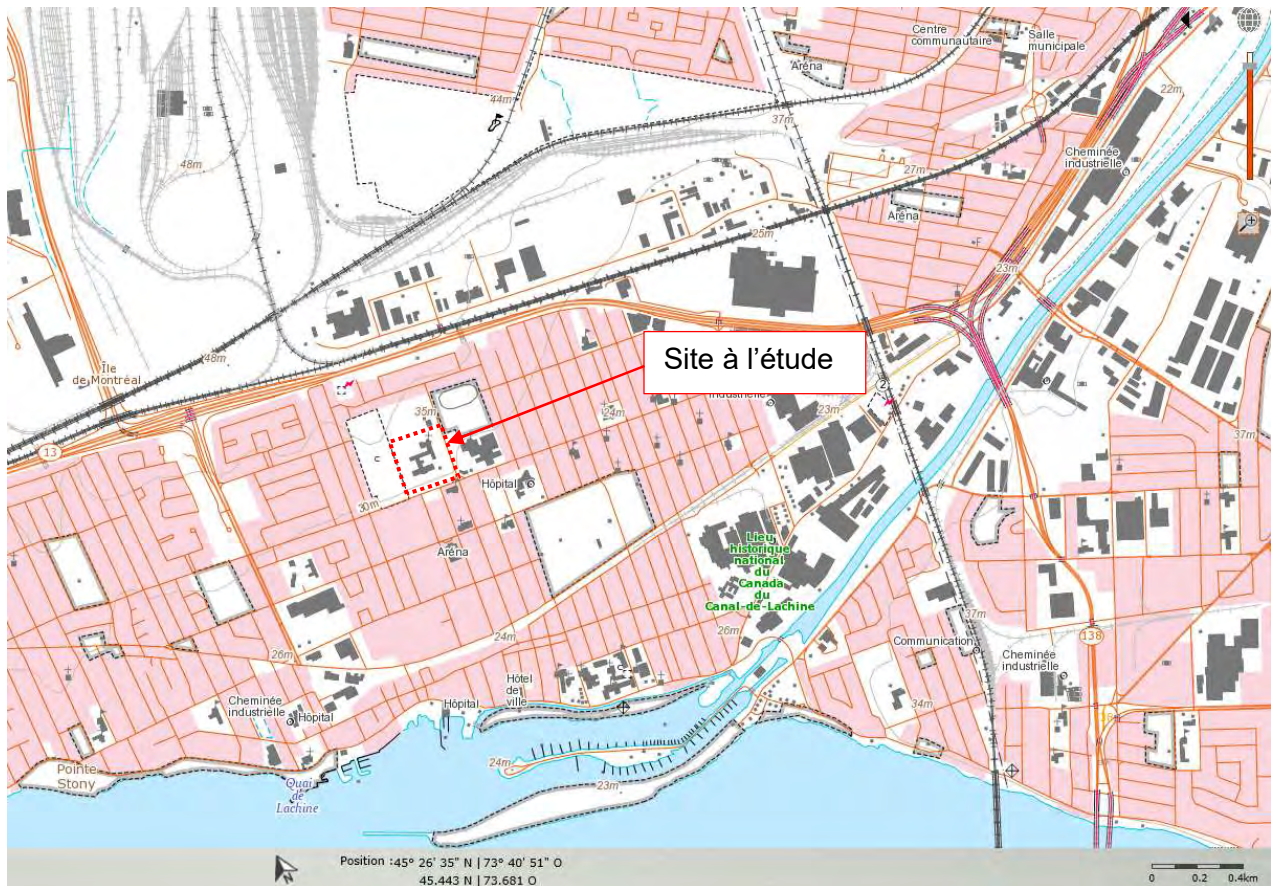 Centre
communautaire
Salle
municipale
Aréna
44m
37m
22m
48m
Cheminée
industrielle
27m
Aréna
25m
F
23m
48m
Île
de Montréal
Site à l'étude
2
35m
24m
23m
13
c
Hôpital
37m
30m
Aréna
Lieu
historique
national
du
Canada
du
Canal-de-Lachine
24m
26m
26m
37m
138
Communication
Cheminée
industrielle
Hôtel
de
ville
Cheminée
industrielle
Hôpital
Hôpital
34m
24m
23m
Pointe
Stony
Quai
de
Lachine
Position :45° 26' 35" N | 73° 40' 51" O
45.443 N | 73.681 O
0 0.2 0.4km